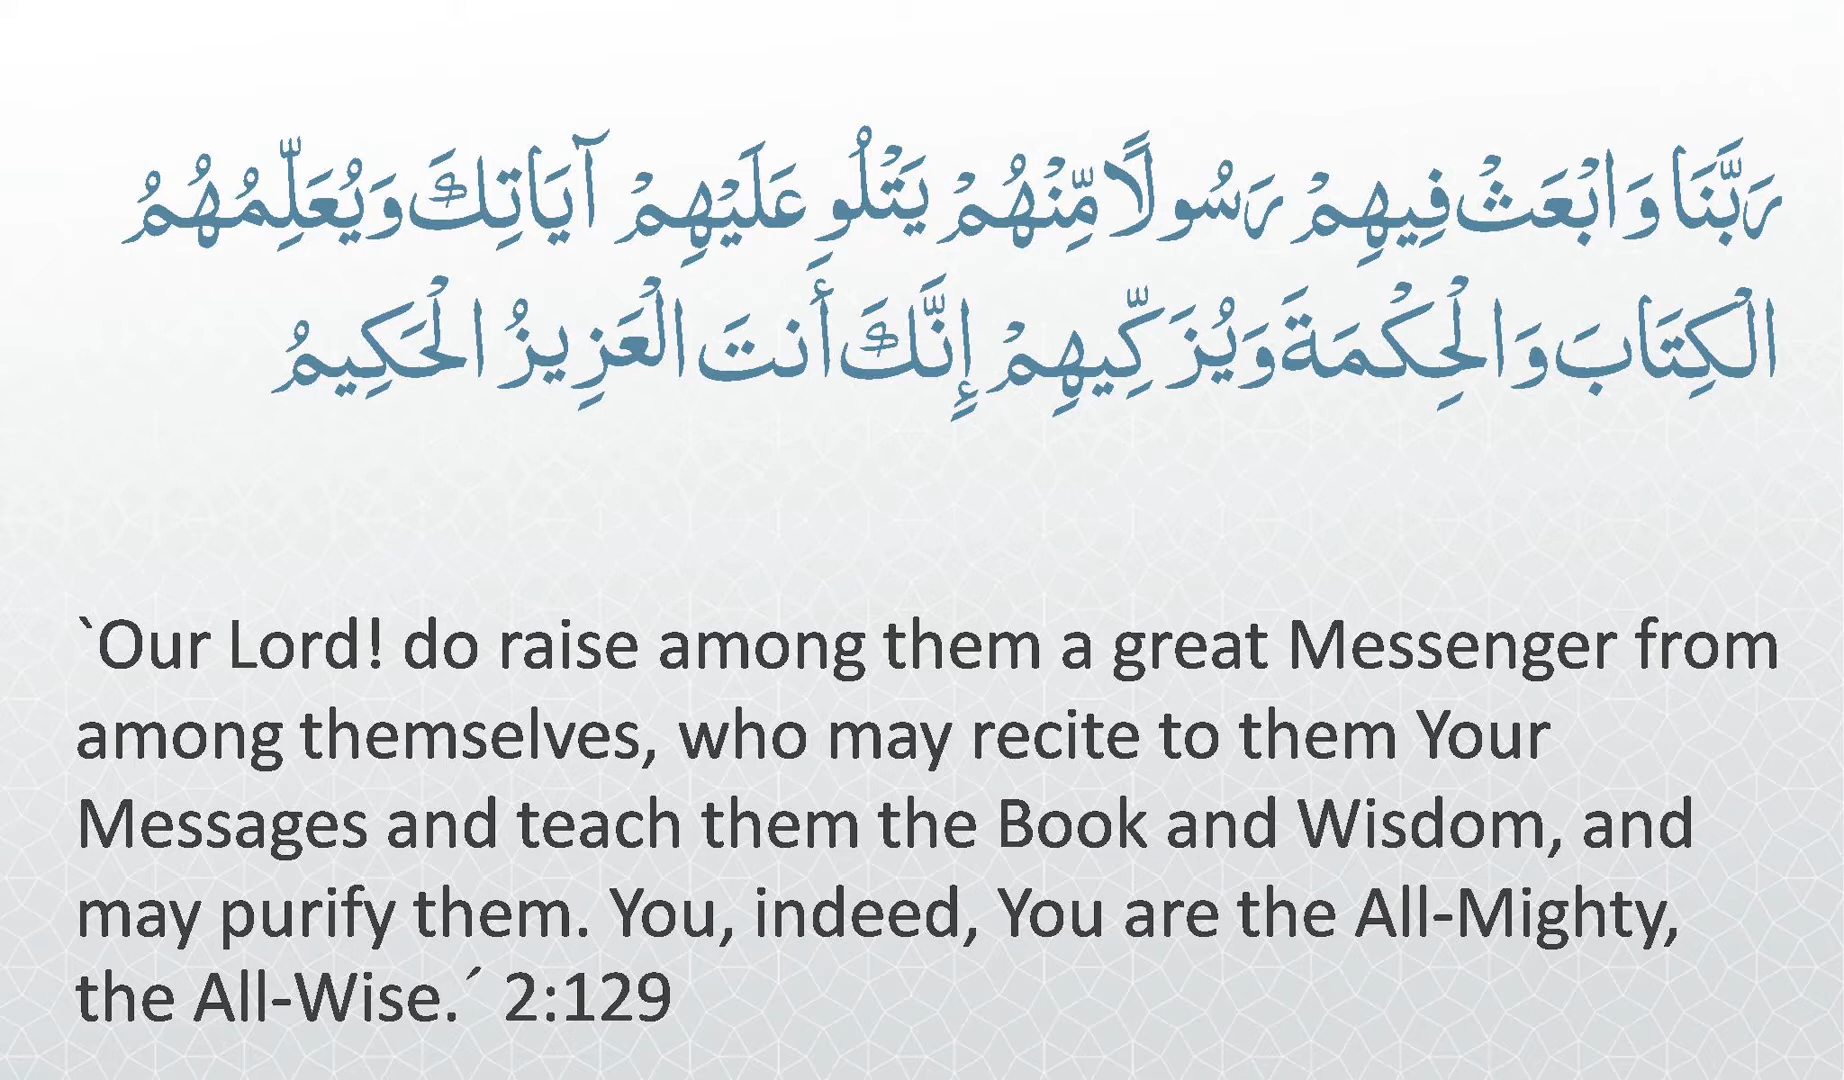 رَبَّنَا وَابْعَثْ فِيهِمْ رَسُولًا مِّنْهُمْ يَتْلُو عَلَيْهِمْ آيَاتِكَ وَيُعَلِّمُهُمُ
الْكِتَابَ وَالْحِكْمَةَ وَيُزَكِّيهِمْ إِنَّكَ أَنتَ الْعَزِيزُ الْحَكِيمُ
`Our Lord! do raise among them a great Messenger from
among themselves, who may recite to them Your
Messages and teach them the Book and Wisdom, and
may purify them. You, indeed, You are the All-Mighty,
the All-Wise.´ 2:129